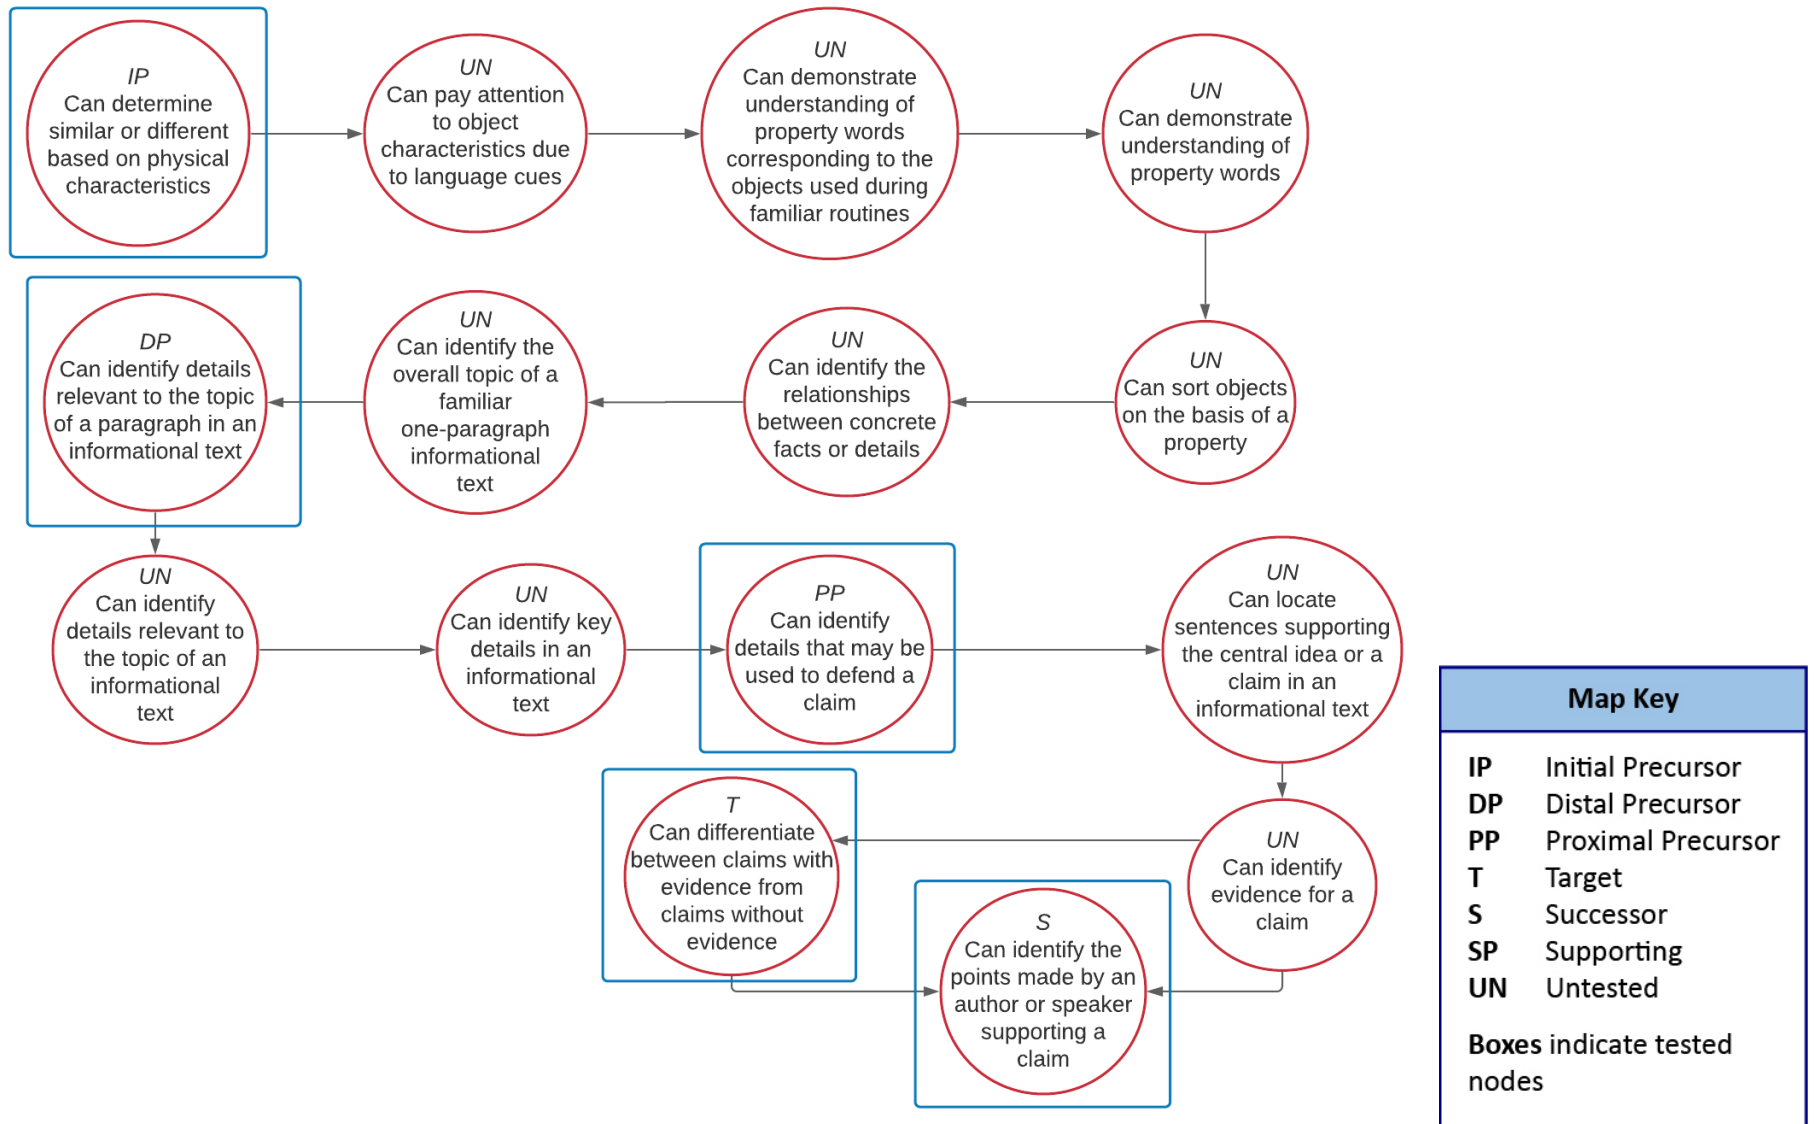 IP
Can determine
similar or different
based on physical
characteristics
UN
Can pay attention
to object
characteristics due
to language cues
UN
Can demonstrate
understanding of
property words
corresponding to the
objects used during
familiar routines
UN
Can demonstrate
understanding of
property words
DP
Can identify details
relevant to the topic
of a paragraph in an
informational text
UN
Can identify the
overall topic of a
familiar
one-paragraph
informational
text
UN
Can identify the
relationships
between concrete
facts or details
UN
Can sort objects
on the basis of a
property
UN
Can identify
details relevant to
the topic of an
informational
text
UN
Can identify key
details in an
informational
text
PP
Can identify
details that may be
used to defend a
claim
UN
Can locate
sentences supporting
the central idea or a
claim in an
informational text
T
Can differentiate
between claims with
evidence from
claims without
evidence
S
Can identify the
points made by an
author or speaker
supporting a
claim
UN
Can identify
evidence for a
claim
Map Key
IP Initial Precursor
DP Distal Precursor
PP Proximal Precursor
T Target
S Successor
SP Supporting
UN Untested
Boxes indicate tested
nodes